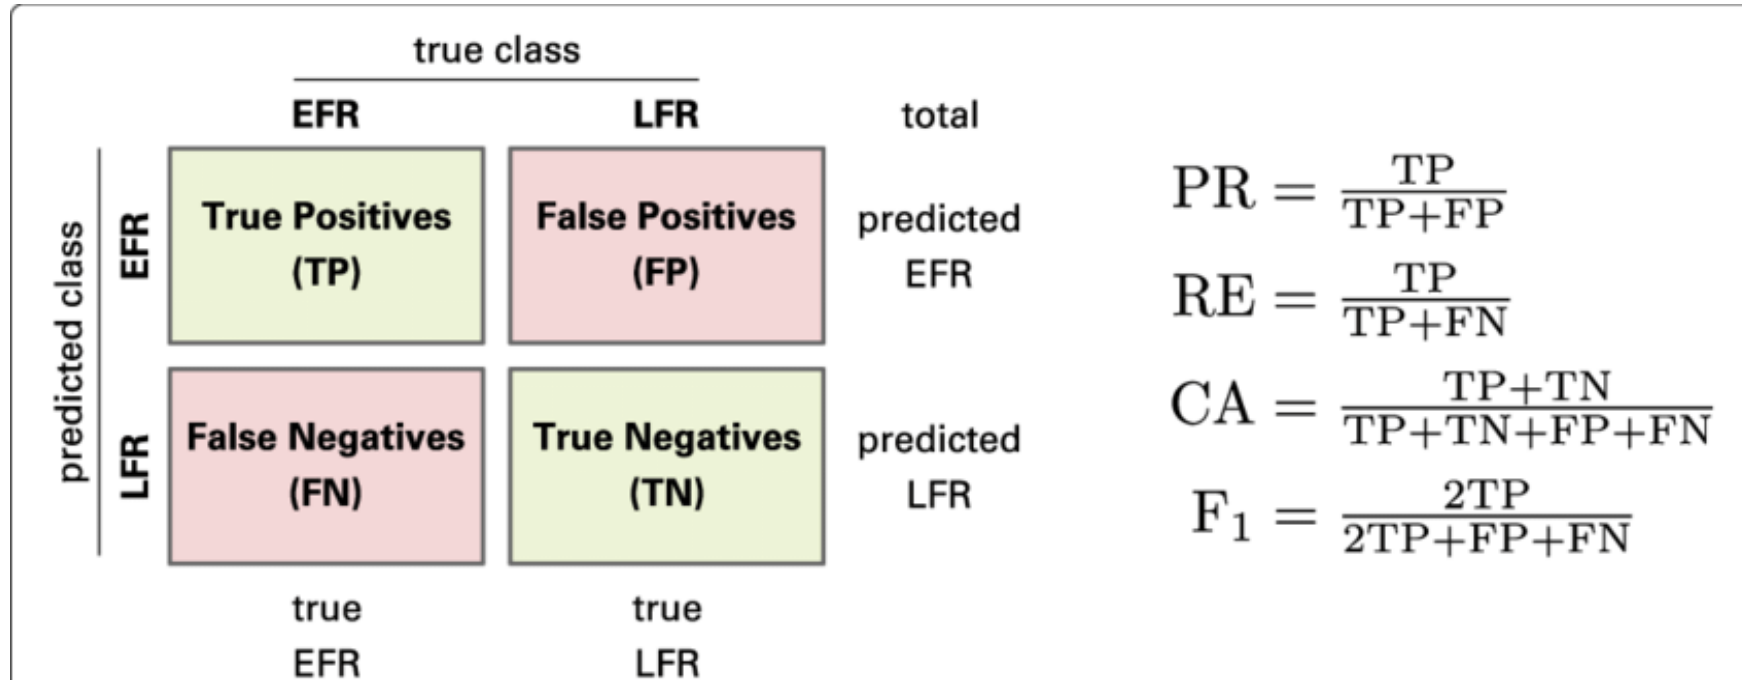 true class
EFR LFR total
predicted class
EFR
True Positives
(TP)
False Positives
(FP)
predicted
EFR
LFR
False Negatives
(FN)
True Negatives
(TN)
predicted
LFR
true
EFR
true
LFR
PR = TP/TP+FP
RE = TP/TP+FN
CA = TP+TN/TP+TN+FP+FN
F₁ = 2TP/2TP+FP+FN